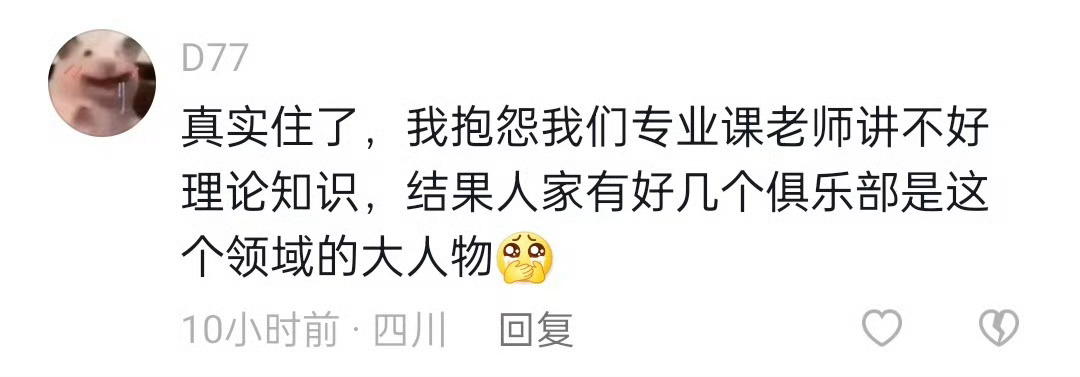 D77
真实住了，我抱怨我们专业课老师讲不好
理论知识，结果人家有好几个俱乐部是这
个领域的大人物🥹
10小时前·四川 回复